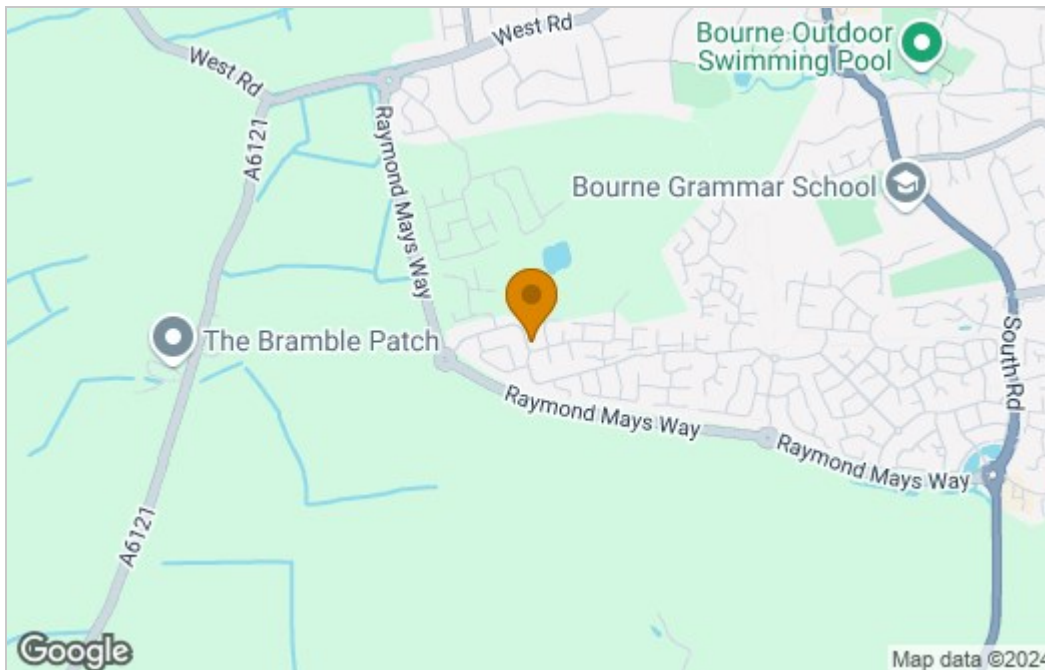 West Rd
West Rd
A6121
Raymond Mays Way
Bourne Outdoor
Swimming Pool
Bourne Grammar School
The Bramble Patch
Raymond Mays Way
Raymond Mays Way
South Rd
A6121
Google
Map data ©2024